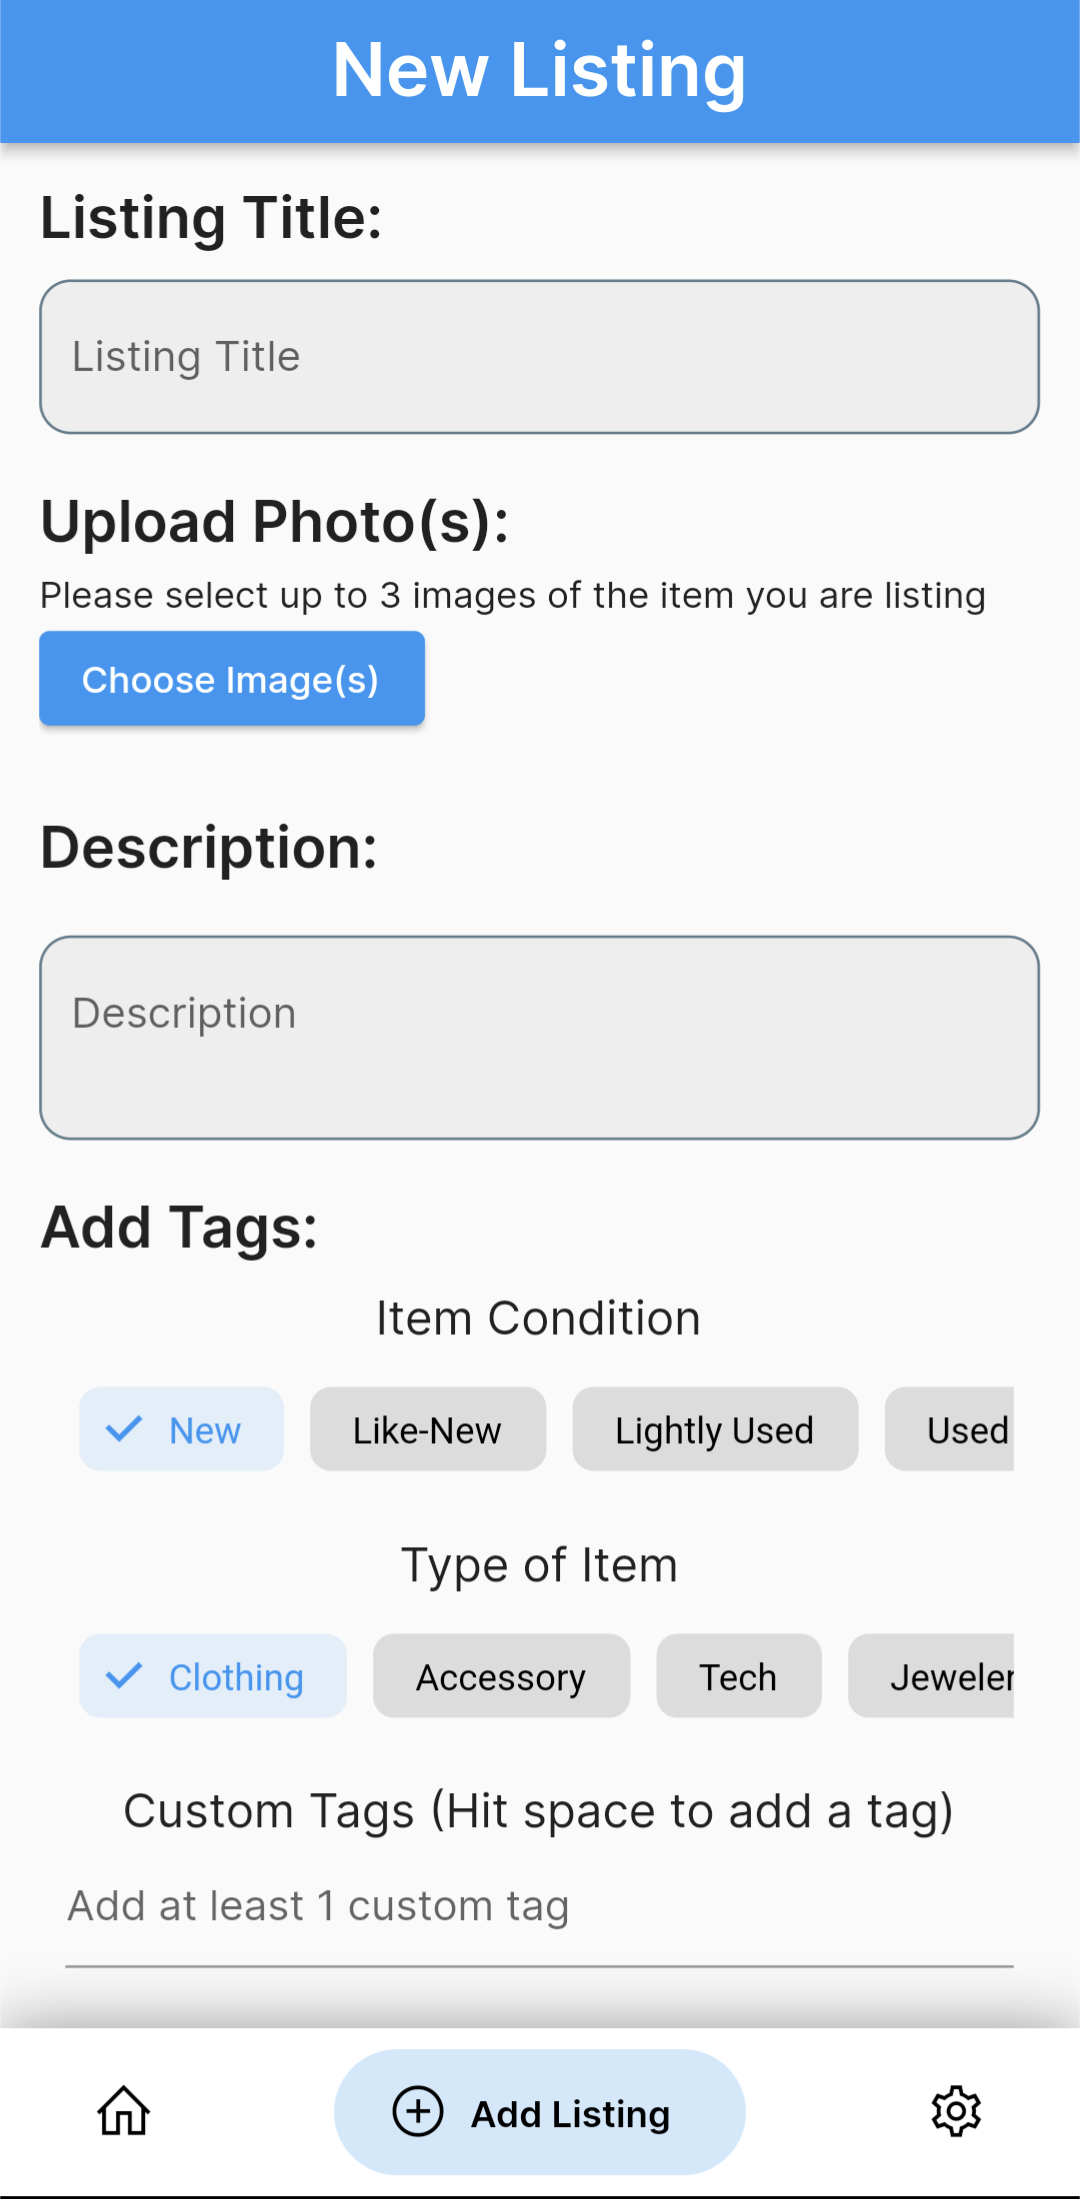 New Listing
Listing Title:
Listing Title
Upload Photo(s):
Please select up to 3 images of the item you are listing
Choose Image(s)
Description:
Description
Add Tags:
Item Condition
New Like-New Lightly Used Used
Type of Item
Clothing Accessory Tech Jeweler
Custom Tags (Hit space to add a tag)
Add at least 1 custom tag
Add Listing